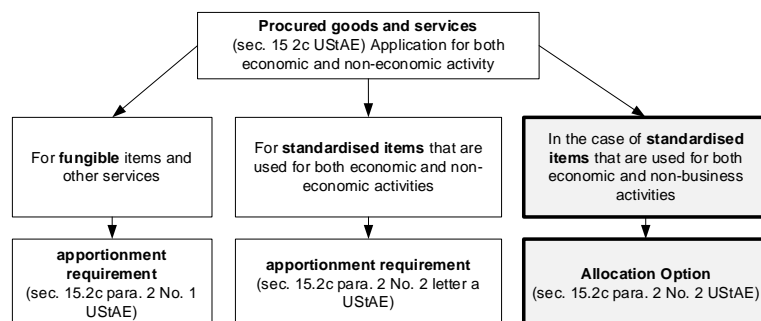 Procured goods and services
(sec. 15 2c UStAE) Application for both
economic and non-economic activity
For fungible items and
other services
For standardised items that are
used for both economic and non-
economic activities
In the case of standardised
items that are used for both
economic and non-business
activities
apportionment
requirement
(sec. 15.2c para. 2 No. 1
UStAE)
apportionment requirement
(sec. 15.2c para. 2 No. 2 letter a
UStAE)
Allocation Option
(sec. 15.2c para. 2 No. 2 UStAE)